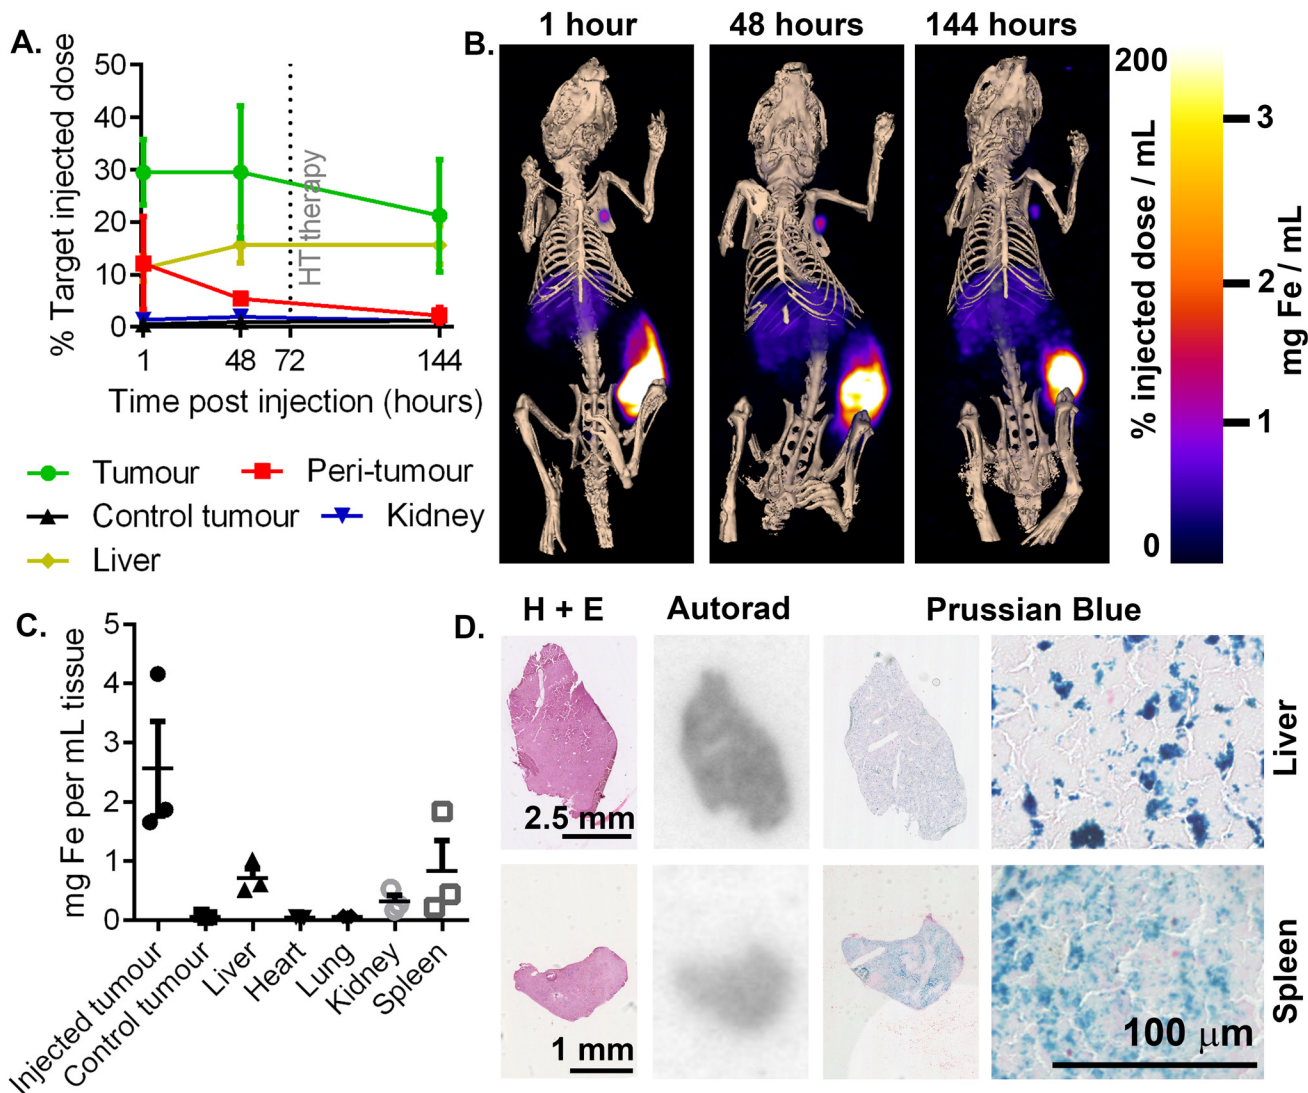 A.
% Target injected dose
50
40
30
20
10
0
HT therapy
1
48
72
144
Time post injection (hours)
Tumour
Peri-tumour
Control tumour
Kidney
Liver
B.
1 hour
48 hours
144 hours
200
0
% injected dose / mL
3
2
1
mg Fe / mL
C.
mg Fe per mL tissue
5
4
3
2
1
0
Injected tumour
Control tumour
Liver
Heart
Lung
Kidney
Spleen
D.
H + E
Autorad
Prussian Blue
2.5 mm
Liver
1 mm
100 μm
Spleen